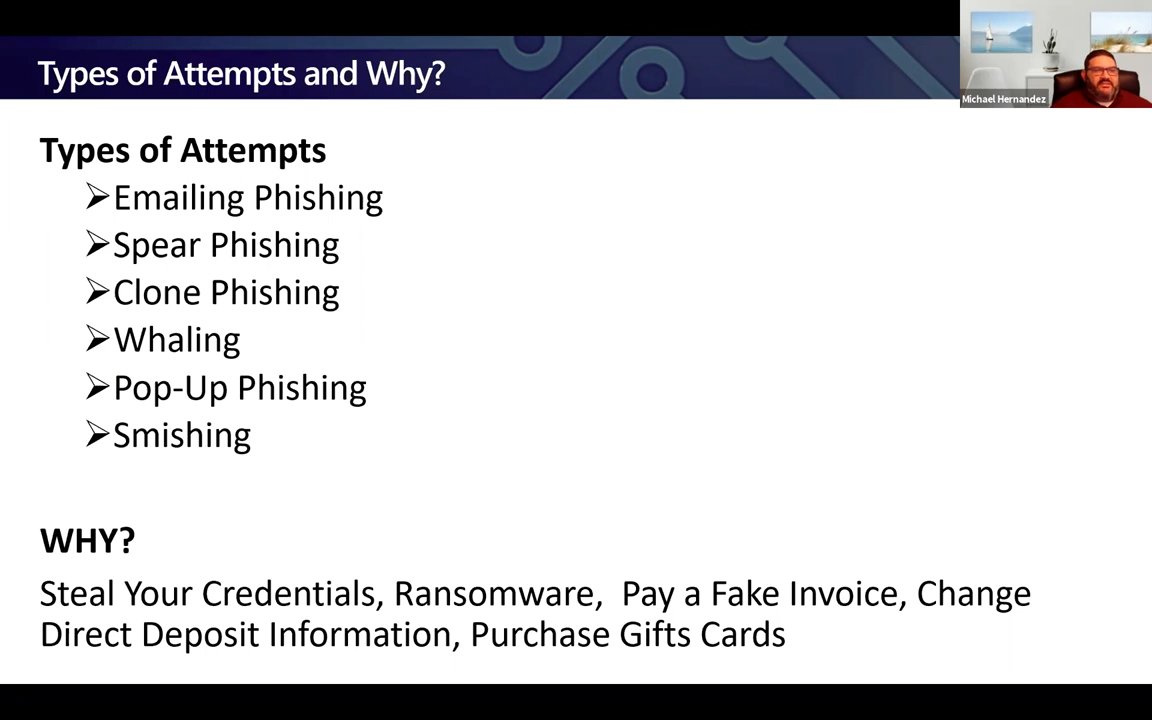 Types of Attempts and Why?
Michael Hernandez
Types of Attempts
➢Emailing Phishing
➢Spear Phishing
➢Clone Phishing
➢Whaling
➢Pop-Up Phishing
➢Smishing
WHY?
Steal Your Credentials, Ransomware,  Pay a Fake Invoice, Change
Direct Deposit Information, Purchase Gifts Cards